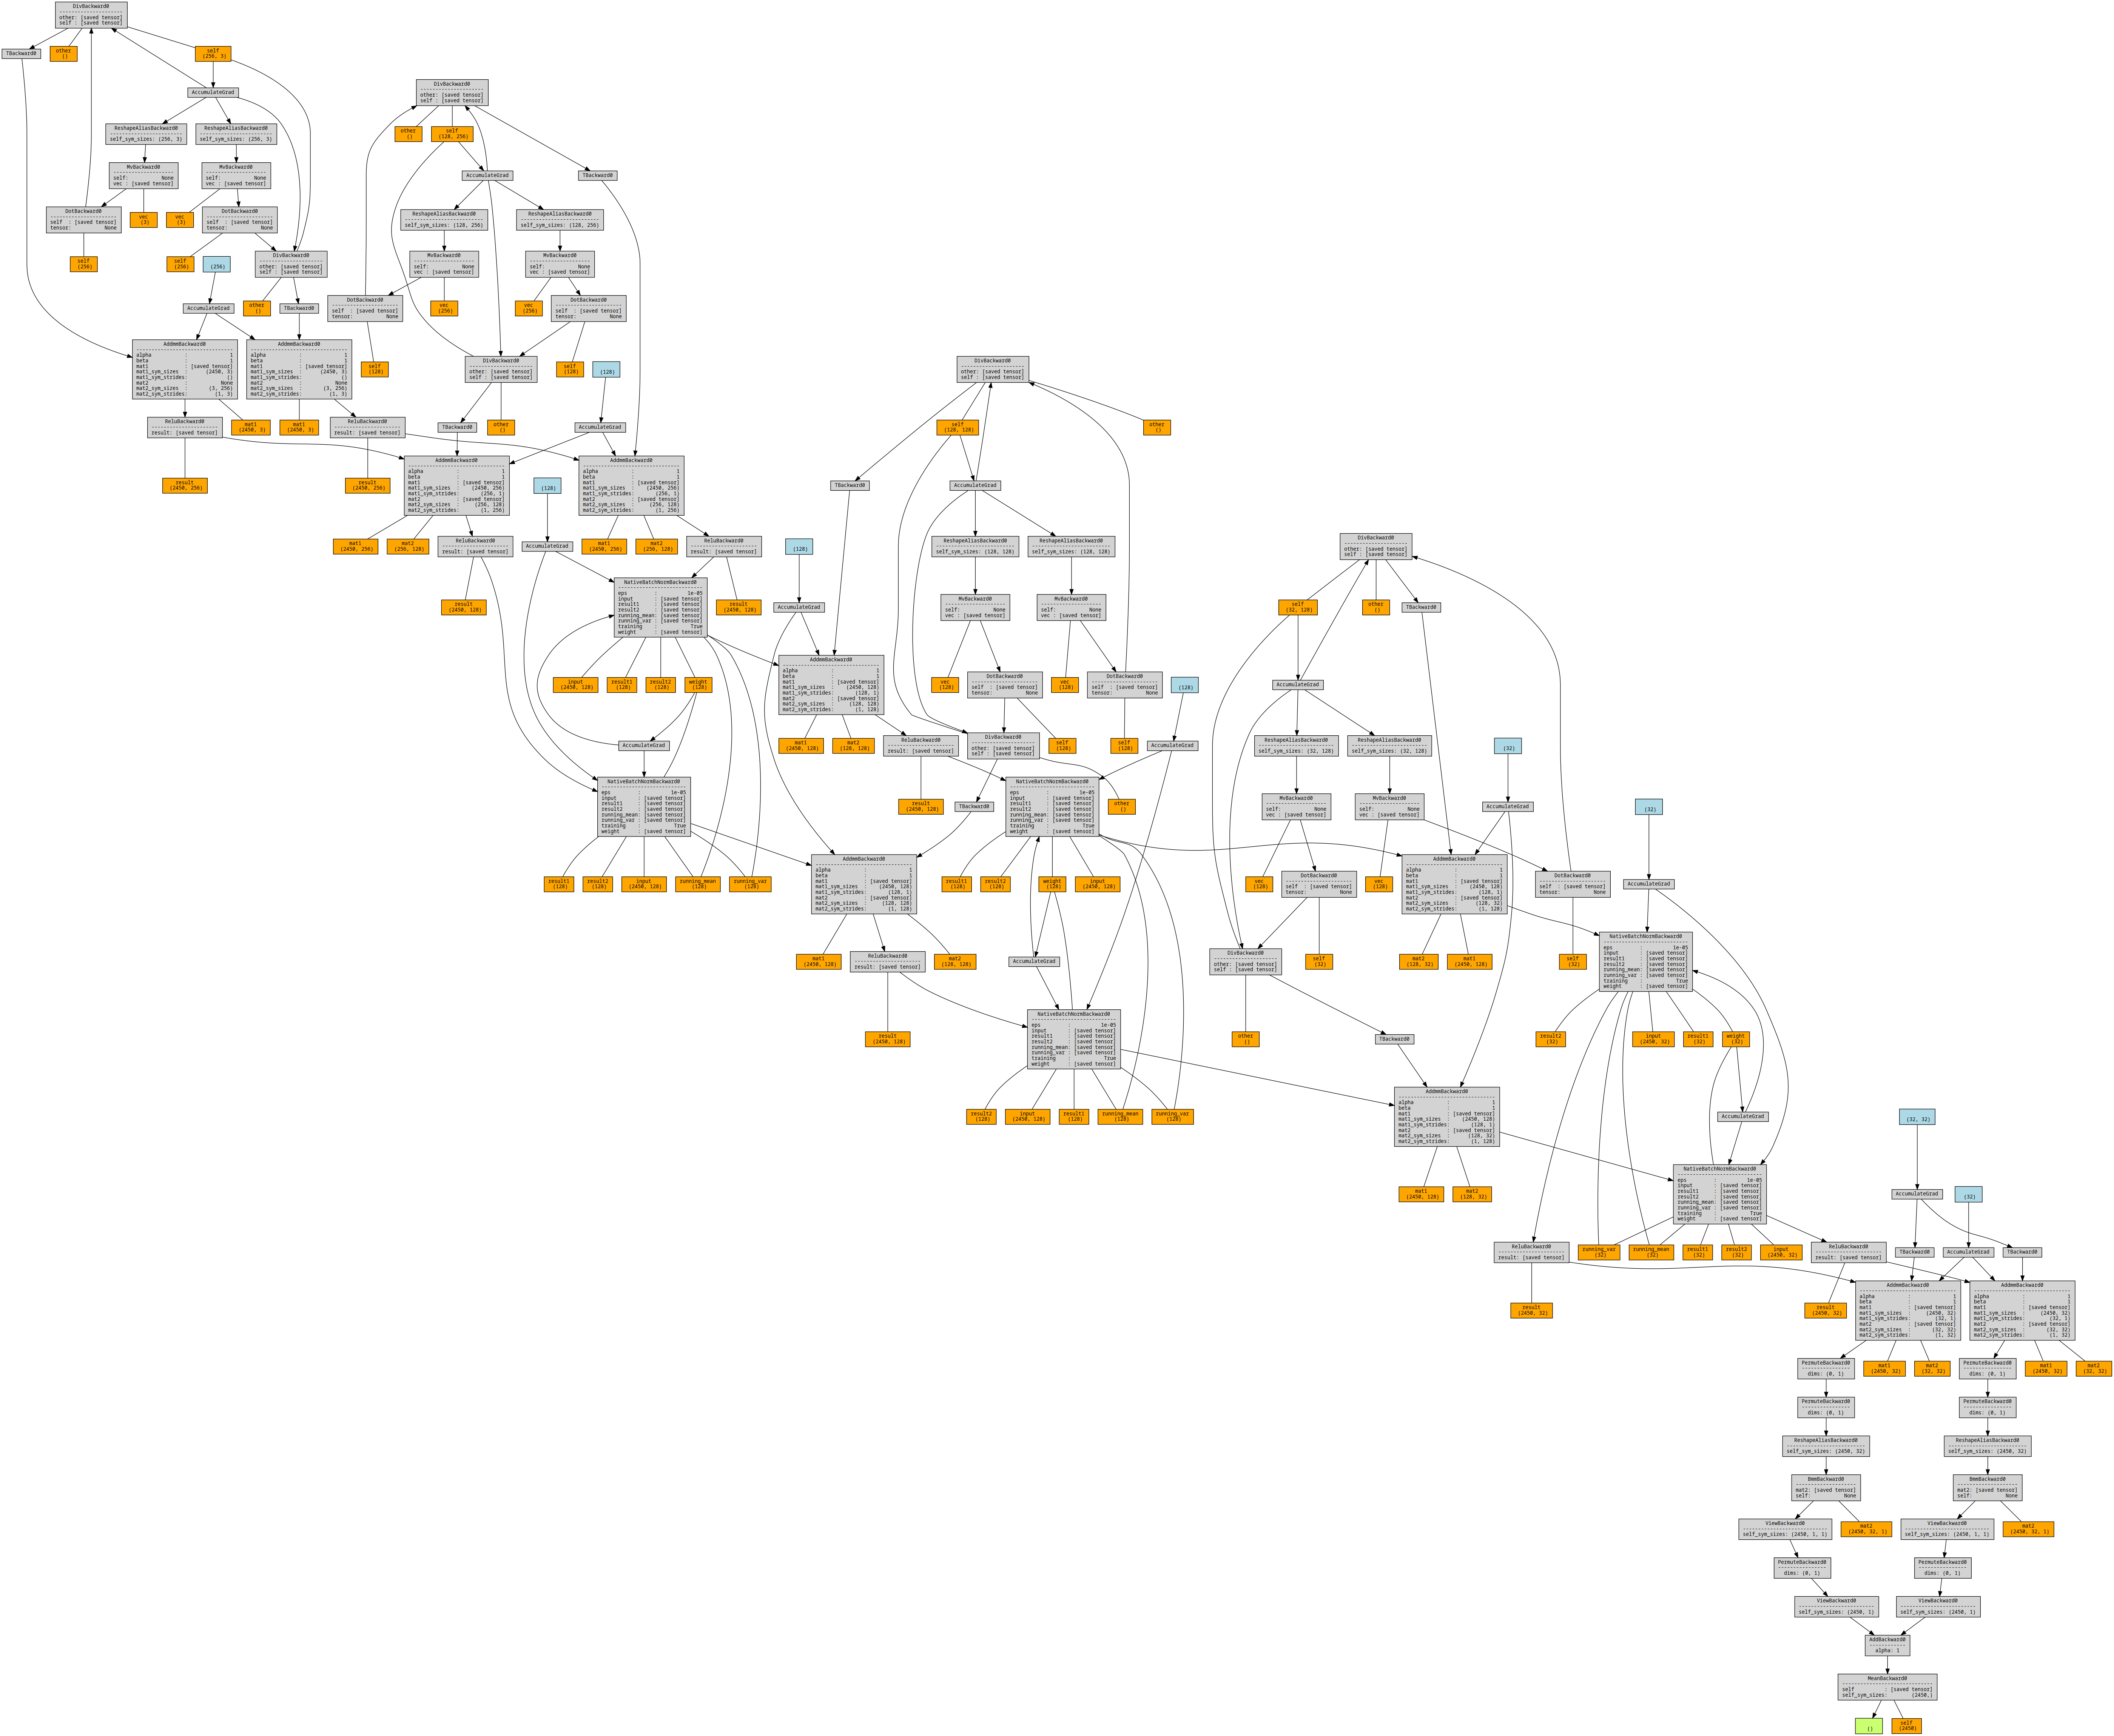 DivBackward0
---------------------
other: [saved tensor]
self : [saved tensor]
TBackward0
other
()
self
(256, 3)
AccumulateGrad
ReshapeAliasBackward0
------------------------
self_sym_sizes: (256, 3)
ReshapeAliasBackward0
------------------------
self_sym_sizes: (256, 3)
MvBackward0
--------------------
self: None
vec : [saved tensor]
MvBackward0
--------------------
self: None
vec : [saved tensor]
DotBackward0
----------------------
self : [saved tensor]
tensor: None
vec
(3)
vec
(3)
DotBackward0
----------------------
self : [saved tensor]
tensor: None
self
(256)
self
(256)
(256)
DivBackward0
---------------------
other: [saved tensor]
self : [saved tensor]
AccumulateGrad
other
()
TBackward0
AddmmBackward0
--------------------------------
alpha : 1
beta : 1
mat1 : [saved tensor]
mat1_sym_sizes : (2450, 3)
mat1_sym_strides: ()
mat2 : None
mat2_sym_sizes : (3, 256)
mat2_sym_strides: (1, 3)
AddmmBackward0
--------------------------------
alpha : 1
beta : 1
mat1 : [saved tensor]
mat1_sym_sizes : (2450, 3)
mat1_sym_strides: ()
mat2 : None
mat2_sym_sizes : (3, 256)
mat2_sym_strides: (1, 3)
ReluBackward0
----------------------
result: [saved tensor]
mat1
(2450, 3)
mat1
(2450, 3)
ReluBackward0
----------------------
result: [saved tensor]
result
(2450, 256)
result
(2450, 256)
DivBackward0
---------------------
other: [saved tensor]
self : [saved tensor]
other
()
self
(128, 256)
AccumulateGrad
TBackward0
ReshapeAliasBackward0
--------------------------
self_sym_sizes: (128, 256)
ReshapeAliasBackward0
--------------------------
self_sym_sizes: (128, 256)
MvBackward0
--------------------
self: None
vec : [saved tensor]
MvBackward0
--------------------
self: None
vec : [saved tensor]
DotBackward0
----------------------
self : [saved tensor]
tensor: None
vec
(256)
vec
(256)
DotBackward0
----------------------
self : [saved tensor]
tensor: None
self
(128)
DivBackward0
---------------------
other: [saved tensor]
self : [saved tensor]
self
(128)
(128)
TBackward0
other
()
AccumulateGrad
AddmmBackward0
--------------------------------
alpha : 1
beta : 1
mat1 : [saved tensor]
mat1_sym_sizes : (2450, 256)
mat1_sym_strides: (256, 1)
mat2 : [saved tensor]
mat2_sym_sizes : (256, 128)
mat2_sym_strides: (1, 256)
AddmmBackward0
--------------------------------
alpha : 1
beta : 1
mat1 : [saved tensor]
mat1_sym_sizes : (2450, 256)
mat1_sym_strides: (256, 1)
mat2 : [saved tensor]
mat2_sym_sizes : (256, 128)
mat2_sym_strides: (1, 256)
(128)
mat1
(2450, 256)
mat2
(256, 128)
ReluBackward0
----------------------
result: [saved tensor]
AccumulateGrad
mat1
(2450, 256)
mat2
(256, 128)
ReluBackward0
----------------------
result: [saved tensor]
result
(2450, 128)
NativeBatchNormBackward0
----------------------------
eps : 1e-05
input : [saved tensor]
result1 : [saved tensor]
result2 : [saved tensor]
running_mean: [saved tensor]
running_var : [saved tensor]
training : True
weight : [saved tensor]
result
(2450, 128)
input
(2450, 128)
result1
(128)
result2
(128)
weight
(128)
AccumulateGrad
NativeBatchNormBackward0
----------------------------
eps : 1e-05
input : [saved tensor]
result1 : [saved tensor]
result2 : [saved tensor]
running_mean: [saved tensor]
running_var : [saved tensor]
training : True
weight : [saved tensor]
result1
(128)
result2
(128)
input
(2450, 128)
running_mean
(128)
running_var
(128)
DivBackward0
---------------------
other: [saved tensor]
self : [saved tensor]
self
(128, 128)
other
()
TBackward0
AccumulateGrad
(128)
ReshapeAliasBackward0
--------------------------
self_sym_sizes: (128, 128)
ReshapeAliasBackward0
--------------------------
self_sym_sizes: (128, 128)
AccumulateGrad
MvBackward0
--------------------
self: None
vec : [saved tensor]
MvBackward0
--------------------
self: None
vec : [saved tensor]
AddmmBackward0
--------------------------------
alpha : 1
beta : 1
mat1 : [saved tensor]
mat1_sym_sizes : (2450, 128)
mat1_sym_strides: (128, 1)
mat2 : [saved tensor]
mat2_sym_sizes : (128, 128)
mat2_sym_strides: (1, 128)
vec
(128)
DotBackward0
----------------------
self : [saved tensor]
tensor: None
vec
(128)
DotBackward0
----------------------
self : [saved tensor]
tensor: None
(128)
mat1
(2450, 128)
mat2
(128, 128)
ReluBackward0
----------------------
result: [saved tensor]
DivBackward0
---------------------
other: [saved tensor]
self : [saved tensor]
self
(128)
self
(128)
AccumulateGrad
result
(2450, 128)
TBackward0
NativeBatchNormBackward0
----------------------------
eps : 1e-05
input : [saved tensor]
result1 : [saved tensor]
result2 : [saved tensor]
running_mean: [saved tensor]
running_var : [saved tensor]
training : True
weight : [saved tensor]
other
()
AddmmBackward0
--------------------------------
alpha : 1
beta : 1
mat1 : [saved tensor]
mat1_sym_sizes : (2450, 128)
mat1_sym_strides: (128, 1)
mat2 : [saved tensor]
mat2_sym_sizes : (128, 128)
mat2_sym_strides: (1, 128)
result1
(128)
result2
(128)
weight
(128)
input
(2450, 128)
mat1
(2450, 128)
ReluBackward0
----------------------
result: [saved tensor]
mat2
(128, 128)
AccumulateGrad
result
(2450, 128)
NativeBatchNormBackward0
----------------------------
eps : 1e-05
input : [saved tensor]
result1 : [saved tensor]
result2 : [saved tensor]
running_mean: [saved tensor]
running_var : [saved tensor]
training : True
weight : [saved tensor]
result2
(128)
input
(2450, 128)
result1
(128)
running_mean
(128)
running_var
(128)
DivBackward0
---------------------
other: [saved tensor]
self : [saved tensor]
self
(32, 128)
other
()
TBackward0
AccumulateGrad
ReshapeAliasBackward0
-------------------------
self_sym_sizes: (32, 128)
ReshapeAliasBackward0
-------------------------
self_sym_sizes: (32, 128)
(32)
MvBackward0
--------------------
self: None
vec : [saved tensor]
MvBackward0
--------------------
self: None
vec : [saved tensor]
AccumulateGrad
(32)
vec
(128)
DotBackward0
----------------------
self : [saved tensor]
tensor: None
vec
(128)
AddmmBackward0
--------------------------------
alpha : 1
beta : 1
mat1 : [saved tensor]
mat1_sym_sizes : (2450, 128)
mat1_sym_strides: (128, 1)
mat2 : [saved tensor]
mat2_sym_sizes : (128, 32)
mat2_sym_strides: (1, 128)
DotBackward0
----------------------
self : [saved tensor]
tensor: None
AccumulateGrad
DivBackward0
---------------------
other: [saved tensor]
self : [saved tensor]
self
(32)
mat2
(128, 32)
mat1
(2450, 128)
self
(32)
NativeBatchNormBackward0
----------------------------
eps : 1e-05
input : [saved tensor]
result1 : [saved tensor]
result2 : [saved tensor]
running_mean: [saved tensor]
running_var : [saved tensor]
training : True
weight : [saved tensor]
other
()
TBackward0
result2
(32)
input
(2450, 32)
result1
(32)
weight
(32)
AddmmBackward0
--------------------------------
alpha : 1
beta : 1
mat1 : [saved tensor]
mat1_sym_sizes : (2450, 128)
mat1_sym_strides: (128, 1)
mat2 : [saved tensor]
mat2_sym_sizes : (128, 32)
mat2_sym_strides: (1, 128)
AccumulateGrad
(32, 32)
mat1
(2450, 128)
mat2
(128, 32)
NativeBatchNormBackward0
----------------------------
eps : 1e-05
input : [saved tensor]
result1 : [saved tensor]
result2 : [saved tensor]
running_mean: [saved tensor]
running_var : [saved tensor]
training : True
weight : [saved tensor]
AccumulateGrad
(32)
ReluBackward0
----------------------
result: [saved tensor]
running_var
(32)
running_mean
(32)
result1
(32)
result2
(32)
input
(2450, 32)
ReluBackward0
----------------------
result: [saved tensor]
TBackward0
AccumulateGrad
TBackward0
result
(2450, 32)
result
(2450, 32)
AddmmBackward0
--------------------------------
alpha : 1
beta : 1
mat1 : [saved tensor]
mat1_sym_sizes : (2450, 32)
mat1_sym_strides: (32, 1)
mat2 : [saved tensor]
mat2_sym_sizes : (32, 32)
mat2_sym_strides: (1, 32)
AddmmBackward0
--------------------------------
alpha : 1
beta : 1
mat1 : [saved tensor]
mat1_sym_sizes : (2450, 32)
mat1_sym_strides: (32, 1)
mat2 : [saved tensor]
mat2_sym_sizes : (32, 32)
mat2_sym_strides: (1, 32)
PermuteBackward0
----------------
dims: (0, 1)
mat1
(2450, 32)
mat2
(32, 32)
PermuteBackward0
----------------
dims: (0, 1)
mat1
(2450, 32)
mat2
(32, 32)
PermuteBackward0
----------------
dims: (0, 1)
PermuteBackward0
----------------
dims: (0, 1)
ReshapeAliasBackward0
--------------------------
self_sym_sizes: (2450, 32)
ReshapeAliasBackward0
--------------------------
self_sym_sizes: (2450, 32)
BmmBackward0
--------------------
mat2: [saved tensor]
self: None
BmmBackward0
--------------------
mat2: [saved tensor]
self: None
ViewBackward0
----------------------------
self_sym_sizes: (2450, 1, 1)
mat2
(2450, 32, 1)
ViewBackward0
----------------------------
self_sym_sizes: (2450, 1, 1)
mat2
(2450, 32, 1)
PermuteBackward0
----------------
dims: (0, 1)
PermuteBackward0
----------------
dims: (0, 1)
ViewBackward0
-------------------------
self_sym_sizes: (2450, 1)
ViewBackward0
-------------------------
self_sym_sizes: (2450, 1)
AddBackward0
------------
alpha: 1
MeanBackward0
------------------------------
self : [saved tensor]
self_sym_sizes: (2450,)
()
self
(2450)